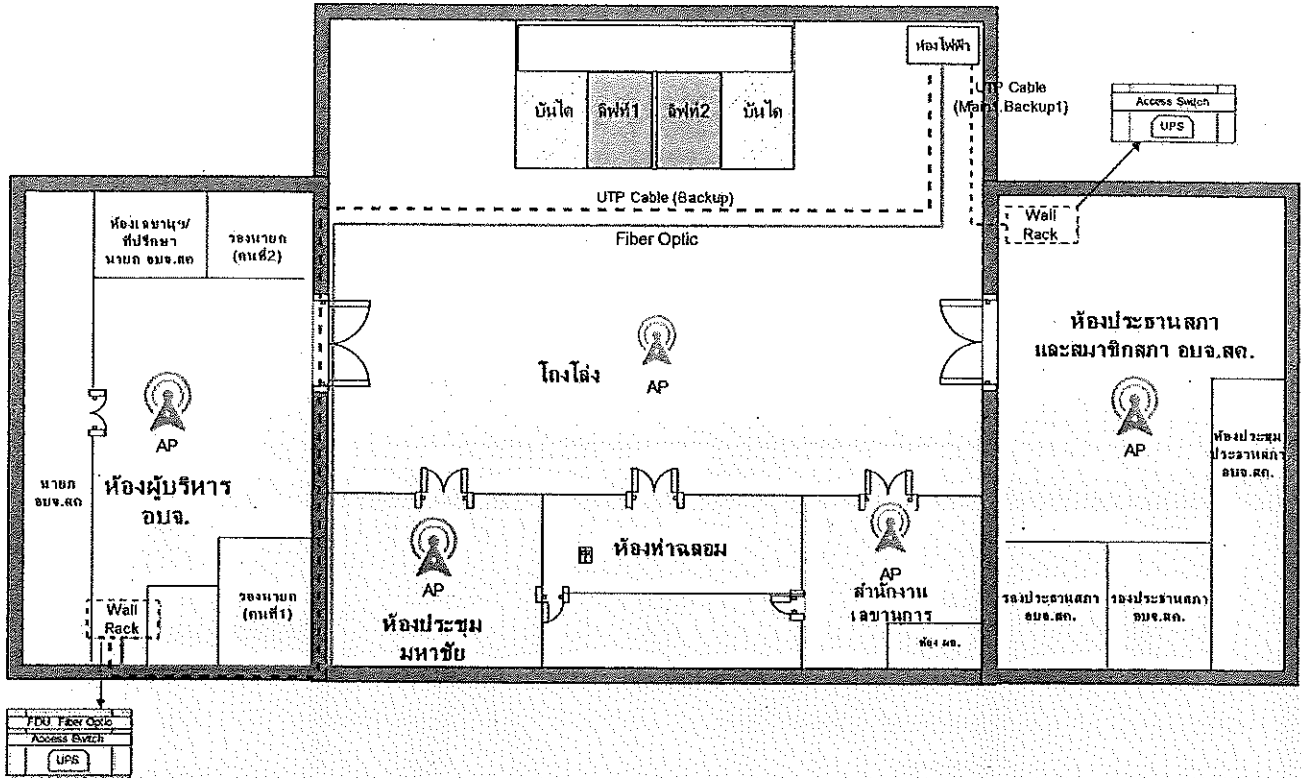 ห้องไฟฟ้า
บันได
ลิฟท์1
ลิฟท์2
บันได
UTP Cable
(Main1,Backup1)
Access Switch
UPS
UTP Cable (Backup)
Fiber Optic
Wall
Rack
ห้องเลขานุฯ/
ที่ปรึกษา
นายก อบจ.สค
รองนายก
(คนที่2)
ห้องประธานสภา
และสมาชิกสภา อบจ.สค.
โถงโล่ง
AP
AP
AP
ห้องประชุม
ประธานสภา
อบจ.สค.
นายก
อบจ.สค
ห้องผู้บริหาร
อบจ.
ห้องท่าฉลอม
AP
AP
สำนักงาน
เลขานุการ
ห้อง ผอ.
ห้องประชุม
มหาชัย
รองนายก
(คนที่1)
Wall
Rack
รองประธานสภา
อบจ.สค.
รองประธานสภา
อบจ.สค.
FDU Fiber Optic
Access Switch
UPS